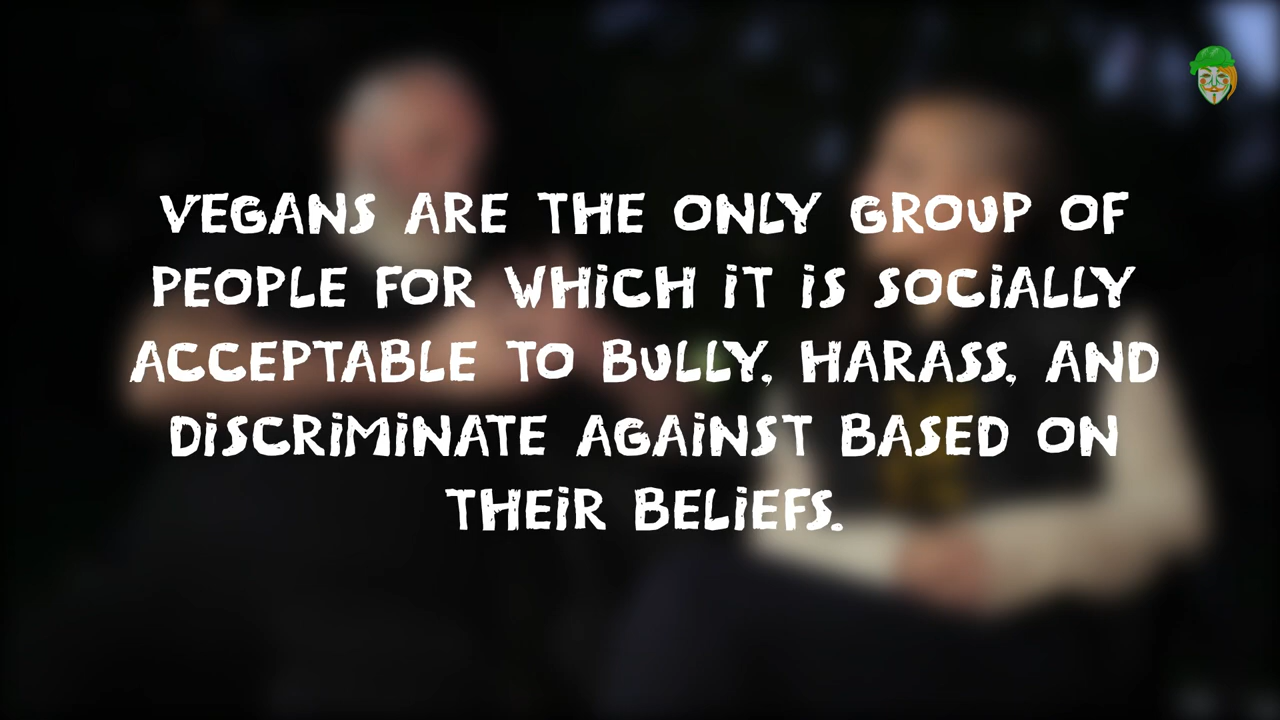 VEGANS ARE THE ONLY GROUP OF
PEOPLE FOR WHiCH iT iS SOCiALLY
ACCEPTABLE TO BULLY, HARASS, AND
DiSCRiMiNATE AGAiNST BASED ON
THEiR BELiEFS.